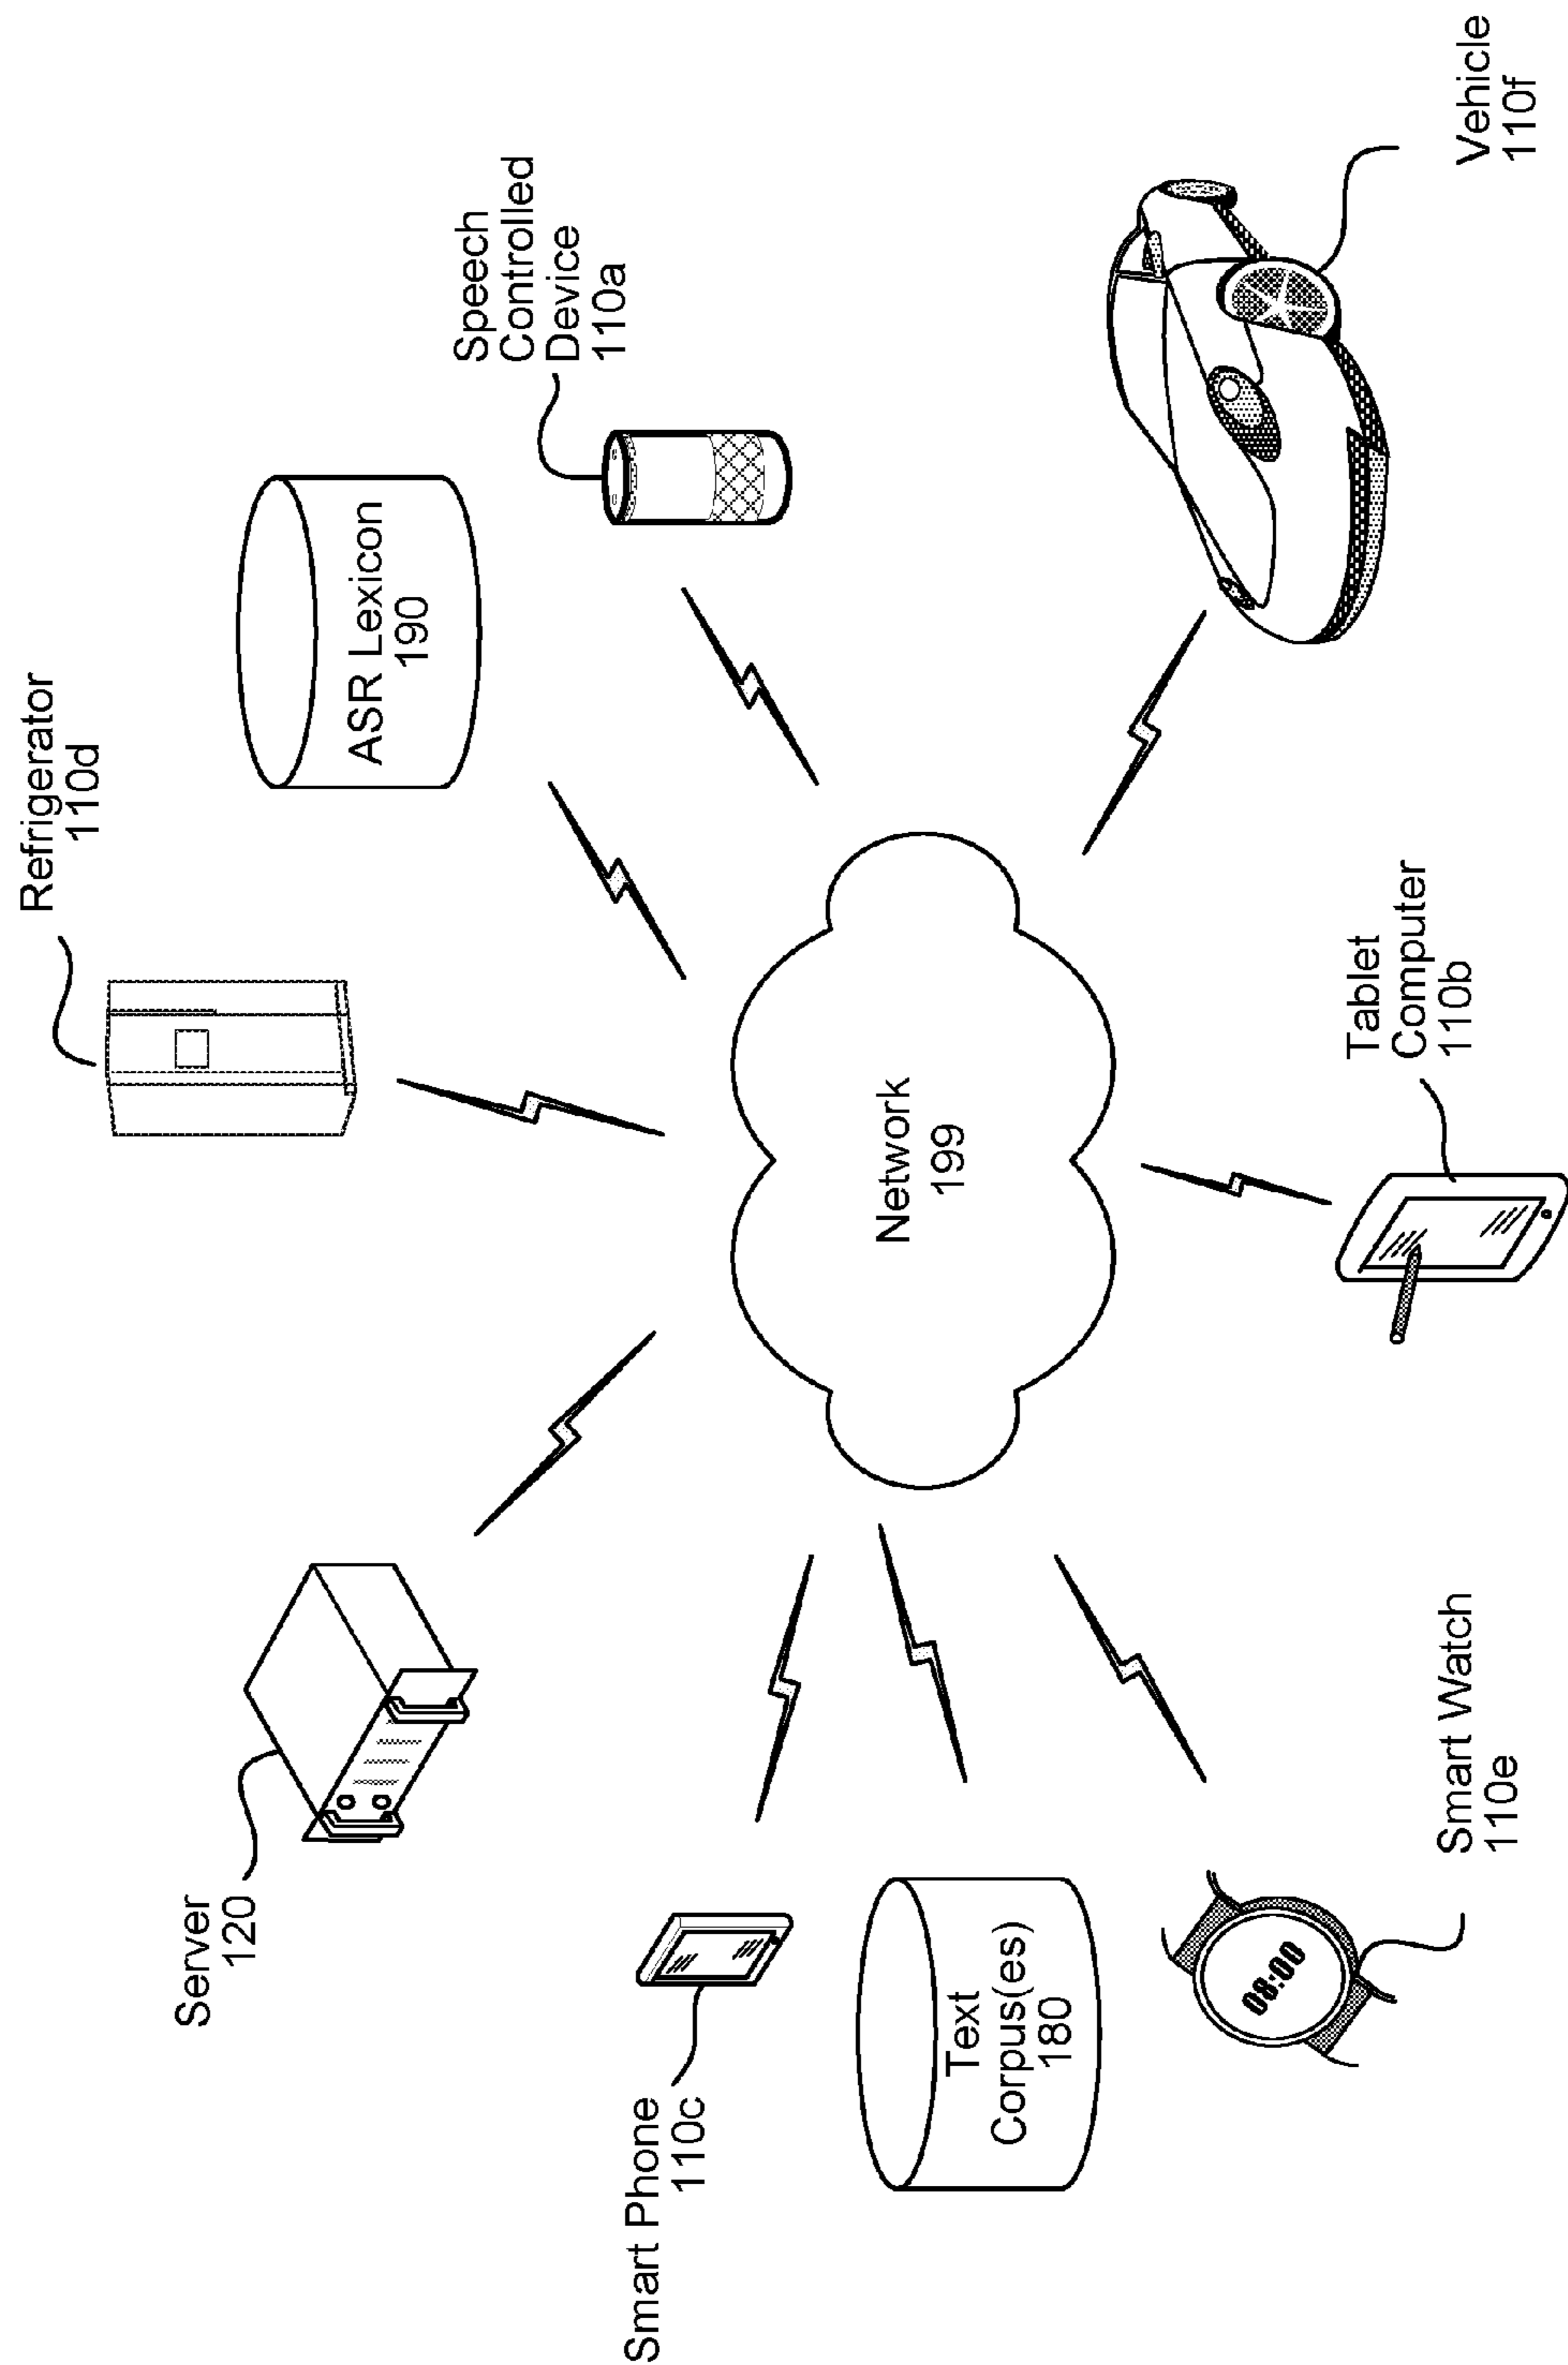 Server
120
Refrigerator
110d
ASR Lexicon
190
Speech
Controlled
Device
110a
Smart Phone
110c
Text
Corpus(es)
180
Network
199
Smart Watch
110e
08:00
Tablet
Computer
110b
Vehicle
110f